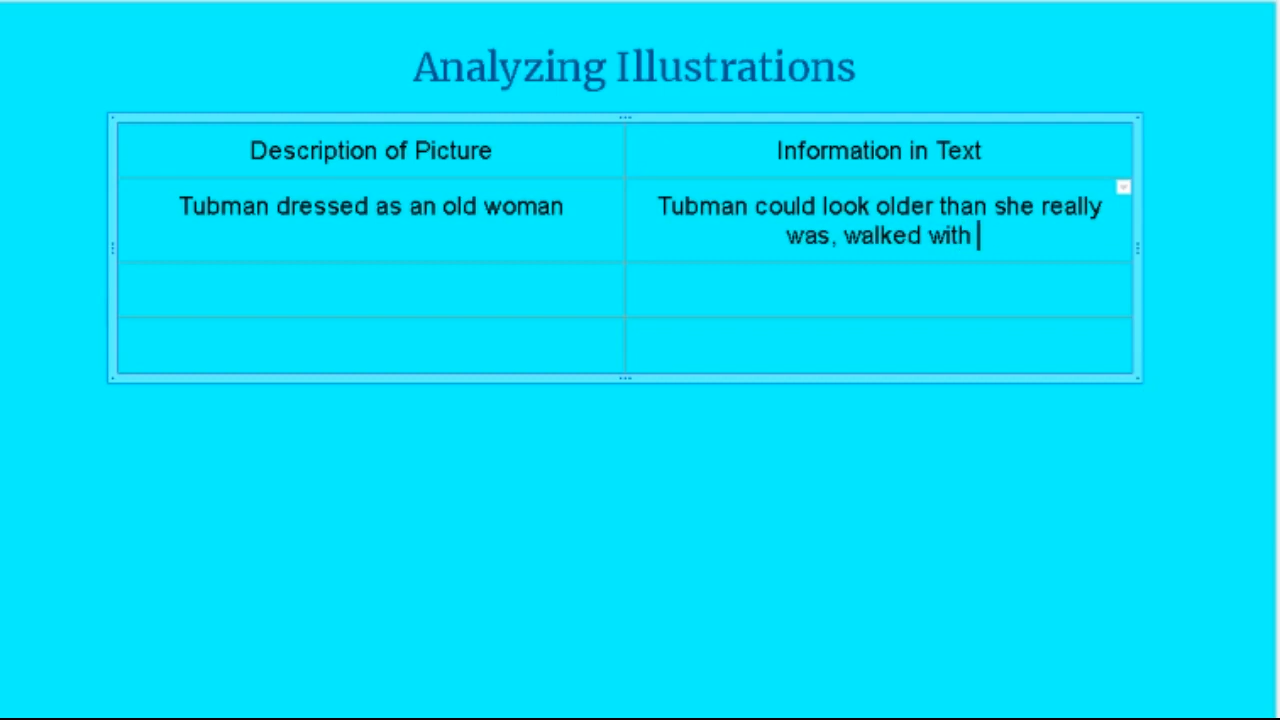 Analyzing Illustrations
Description of Picture
Information in Text
Tubman dressed as an old woman
Tubman could look older than she really
was, walked with